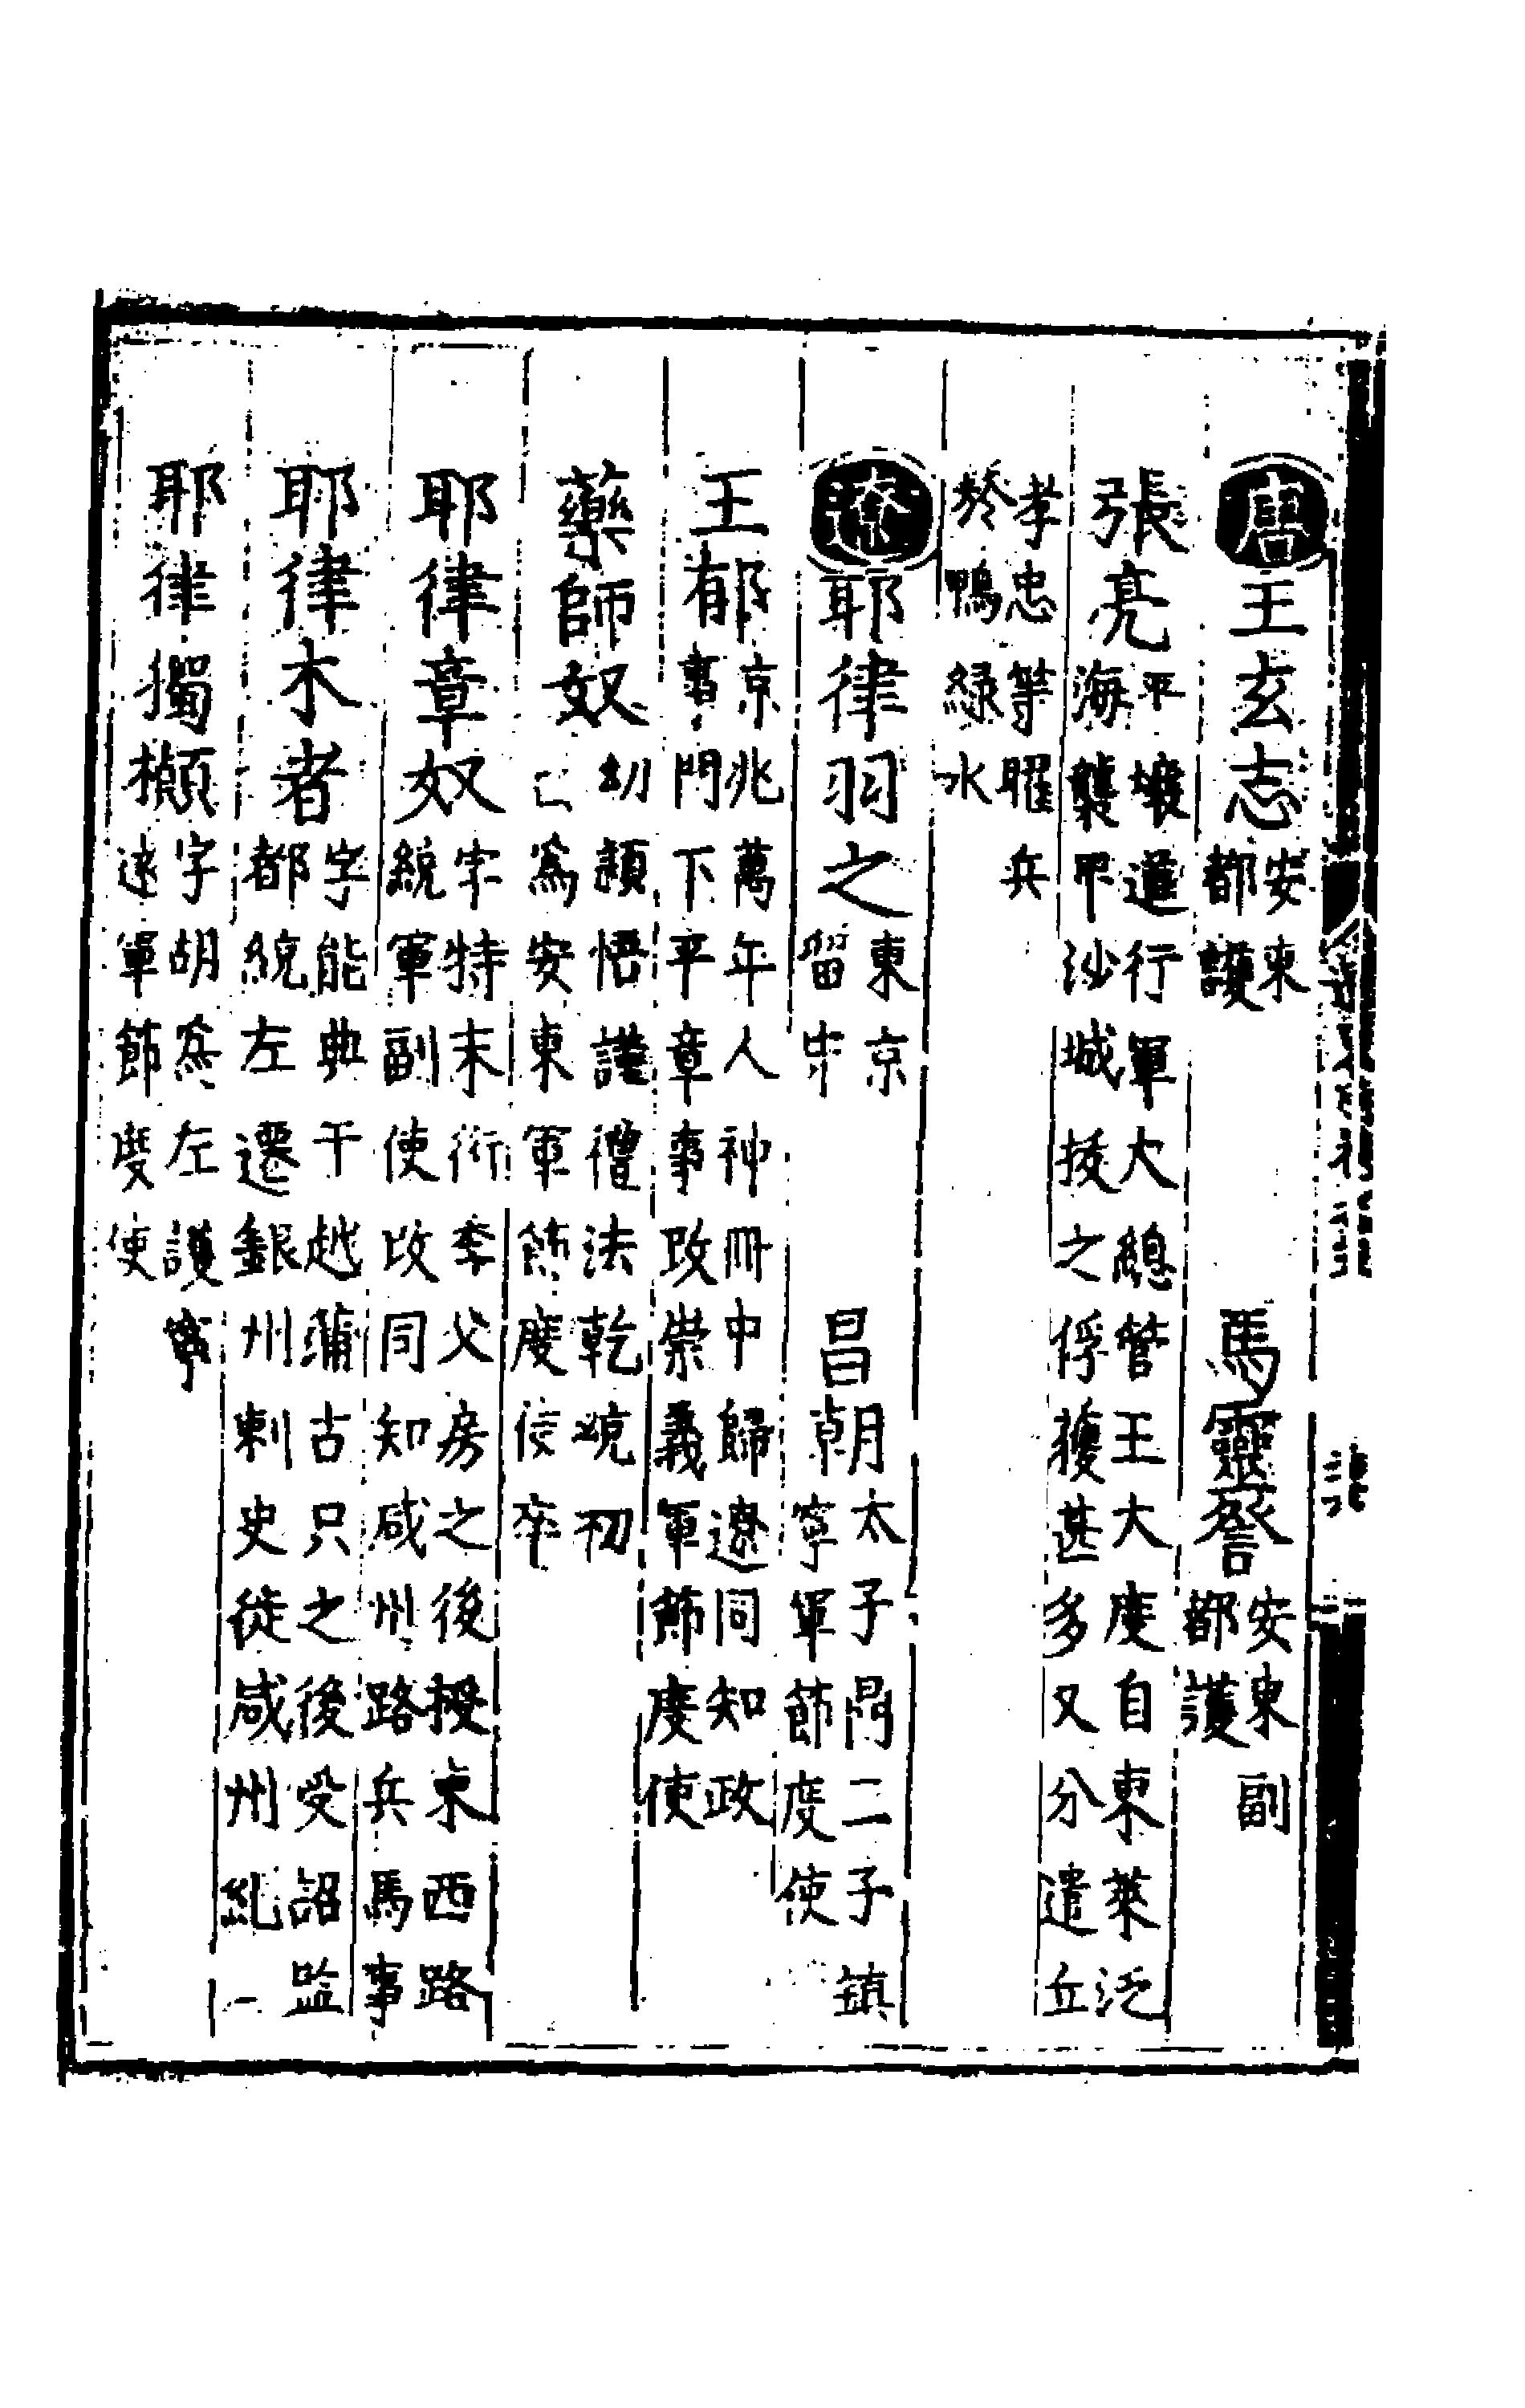 唐王玄志安東
都護
馬靈詧安東副
都護
張亮平壤道行軍大總管王大度自東萊泛
海襲甲沙城拔之俘獲甚多又分遣丘
孝忠等曜兵
於鴨綠水
遼耶律羽之東京
留守
昌朝太子二子鎮
寧軍節度使
王郁京兆萬年人神冊中歸遼同知政
事門下平章事改崇義軍節度使
藥師奴幼頴悟謹禮法乾統初
已為安東軍節度使卒
耶律章奴字特末衍季父房之後授東西路
統軍副使改同知咸州路兵馬事
耶律木者字能典干越蒲古只之後受詔監
都統左遷銀州刺史徙咸州糺一
耶律獨攧字胡為左護事
遠軍節度使